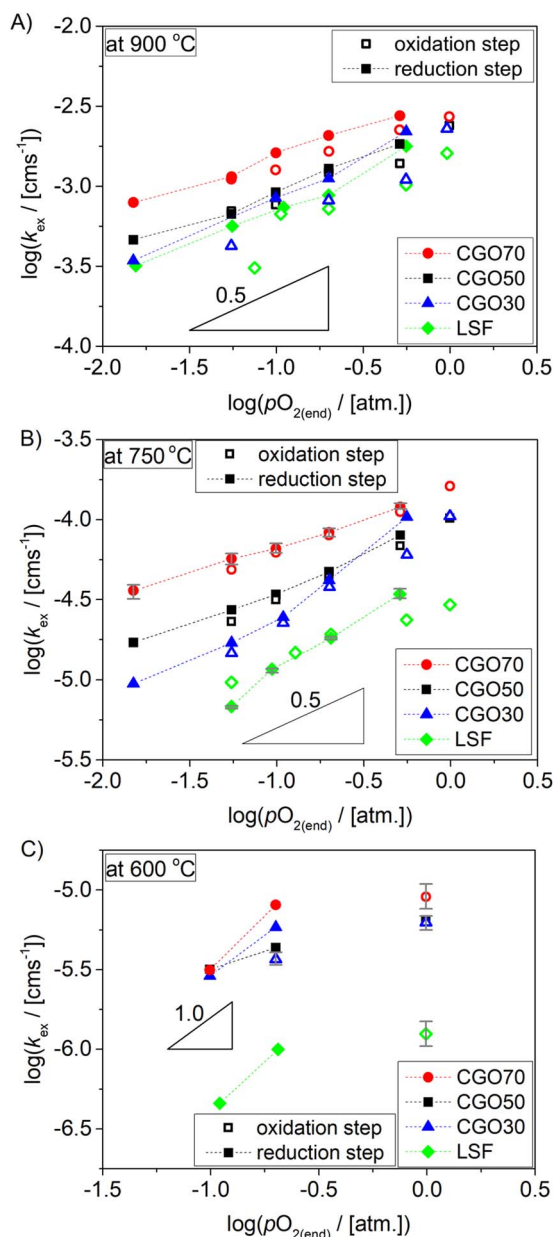 A)
at 900 °C
oxidation step
reduction step
-2.0
-2.5
-3.0
-3.5
-4.0
log(kex / [cms-1])
0.5
CGO70
CGO50
CGO30
LSF
-2.0 -1.5 -1.0 -0.5 0.0 0.5
log(pO2(end) / [atm.])
B)
at 750 °C
oxidation step
reduction step
-3.5
-4.0
-4.5
-5.0
-5.5
log(kex / [cms-1])
0.5
CGO70
CGO50
CGO30
LSF
-2.0 -1.5 -1.0 -0.5 0.0 0.5
log(pO2(end) / [atm.])
C)
at 600 °C
-5.0
-5.5
-6.0
-6.5
log(kex / [cms-1])
1.0
CGO70
CGO50
CGO30
LSF
oxidation step
reduction step
-1.5 -1.0 -0.5 0.0 0.5
log(pO2(end) / [atm.])